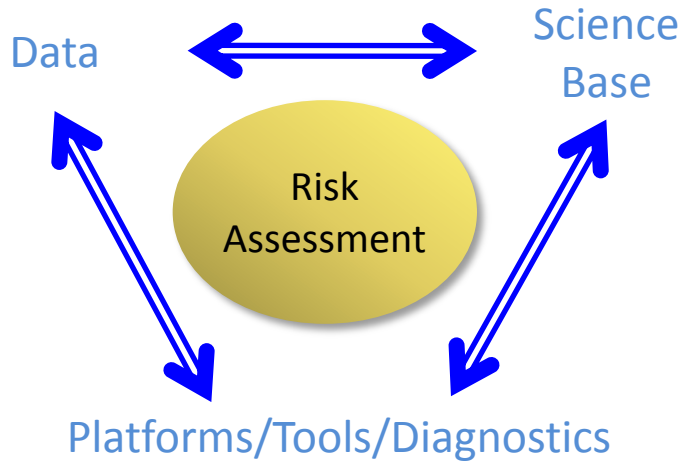 Data
Science
Base
Risk
Assessment
Platforms/Tools/Diagnostics